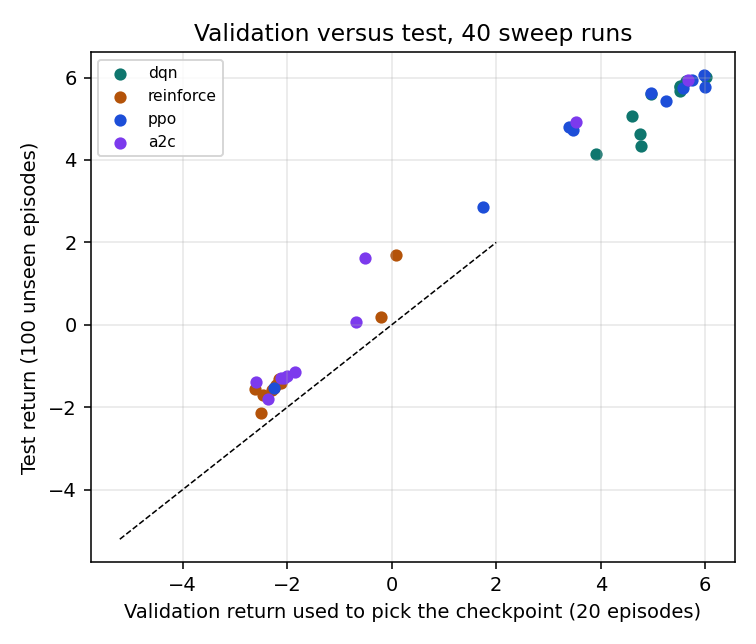 Validation versus test, 40 sweep runs
dqn
reinforce
ppo
a2c
6
4
2
0
−2
−4
Test return (100 unseen episodes)
−4
−2
0
2
4
6
Validation return used to pick the checkpoint (20 episodes)